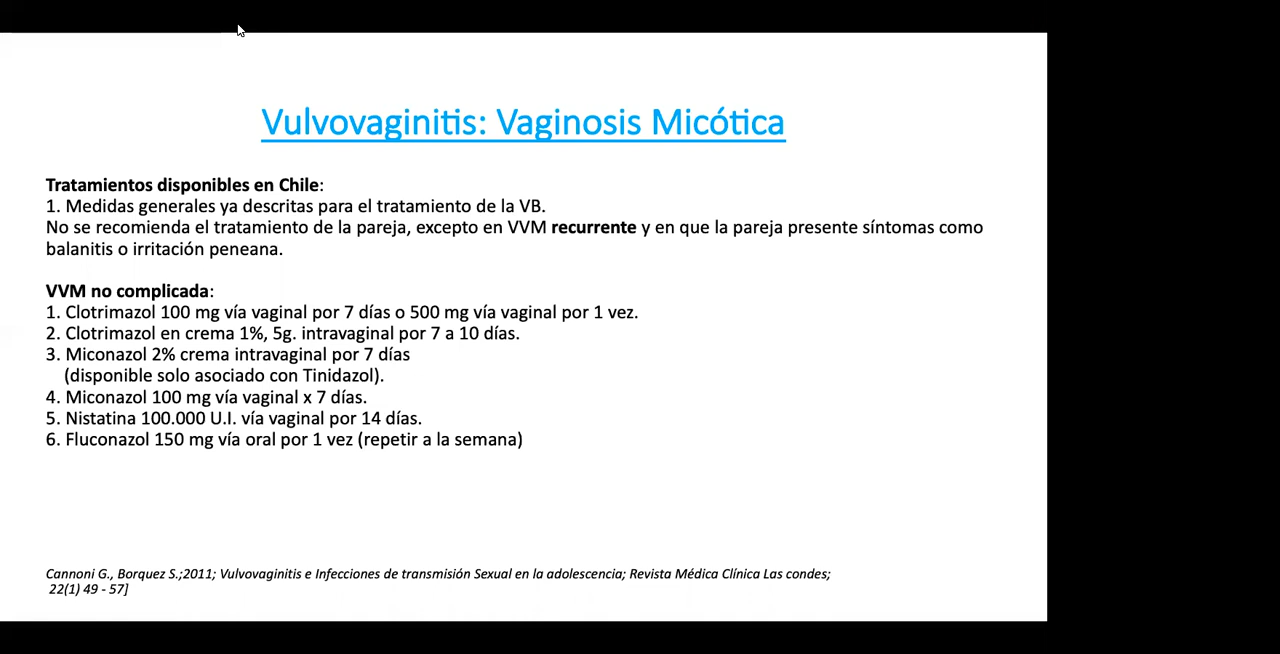 Vulvovaginitis: Vaginosis Micótica
Tratamientos disponibles en Chile:
1. Medidas generales ya descritas para el tratamiento de la VB.
No se recomienda el tratamiento de la pareja, excepto en VVM recurrente y en que la pareja presente síntomas como
balanitis o irritación peneana.
VVM no complicada:
1. Clotrimazol 100 mg vía vaginal por 7 días o 500 mg vía vaginal por 1 vez.
2. Clotrimazol en crema 1%, 5g. intravaginal por 7 a 10 días.
3. Miconazol 2% crema intravaginal por 7 días
(disponible solo asociado con Tinidazol).
4. Miconazol 100 mg vía vaginal x 7 días.
5. Nistatina 100.000 U.I. vía vaginal por 14 días.
6. Fluconazol 150 mg vía oral por 1 vez (repetir a la semana)
Cannoni G., Borquez S.;2011; Vulvovaginitis e Infecciones de transmisión Sexual en la adolescencia; Revista Médica Clínica Las condes;
22(1) 49 - 57]